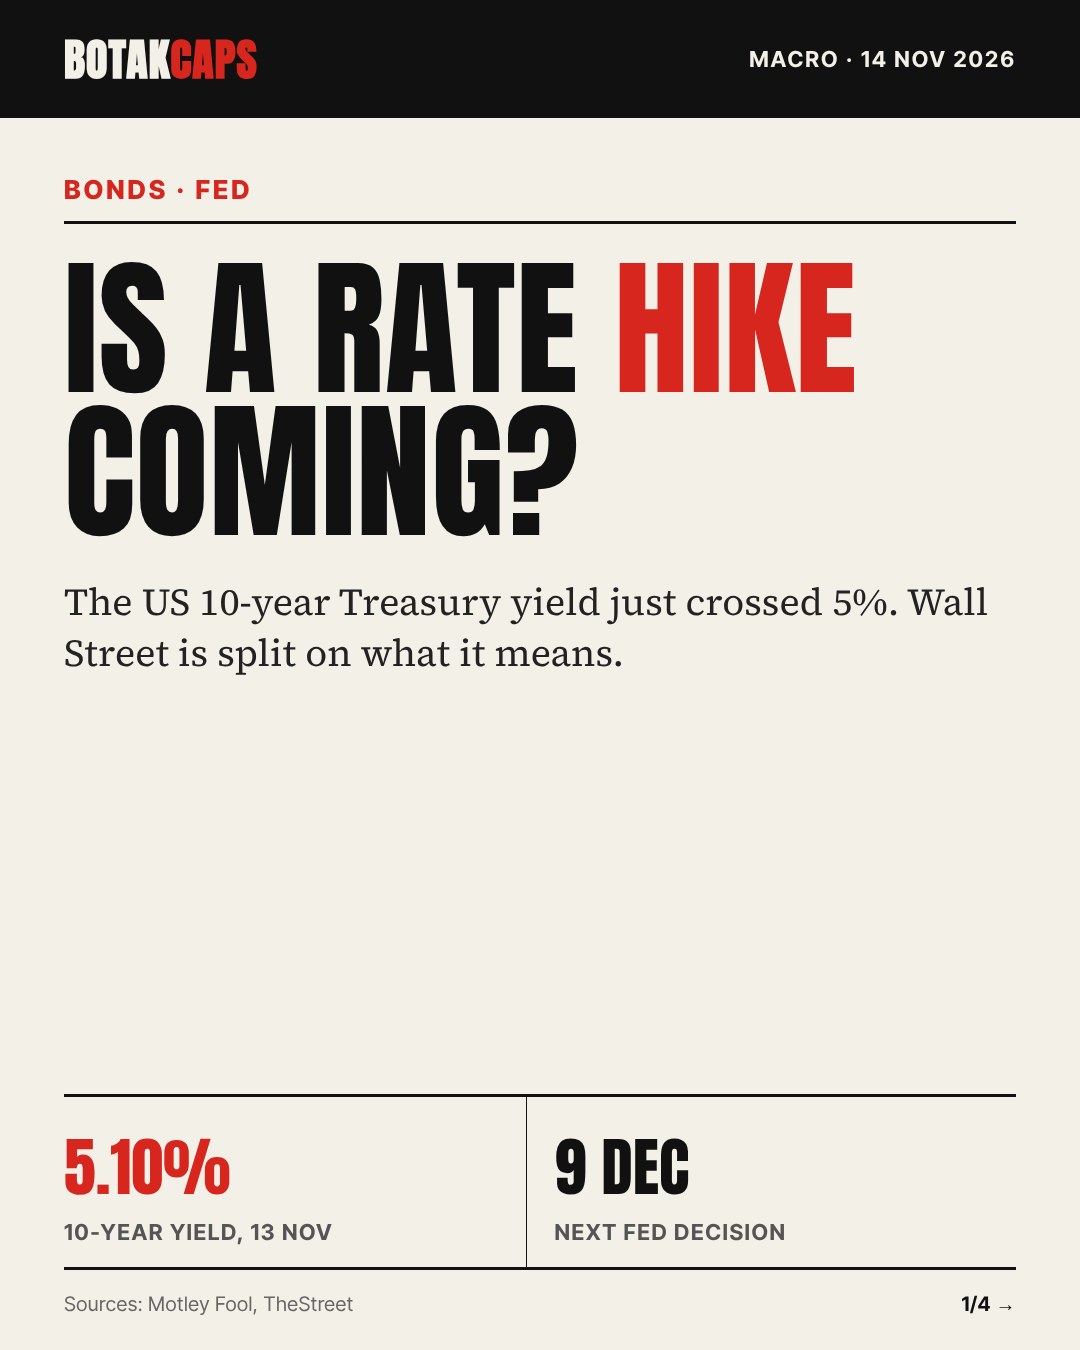 BOTAKCAPS
MACRO · 14 NOV 2026
BONDS · FED
IS A RATE HIKE
COMING?
The US 10-year Treasury yield just crossed 5%. Wall
Street is split on what it means.
5.10%
10-YEAR YIELD, 13 NOV
9 DEC
NEXT FED DECISION
Sources: Motley Fool, TheStreet
1/4 →